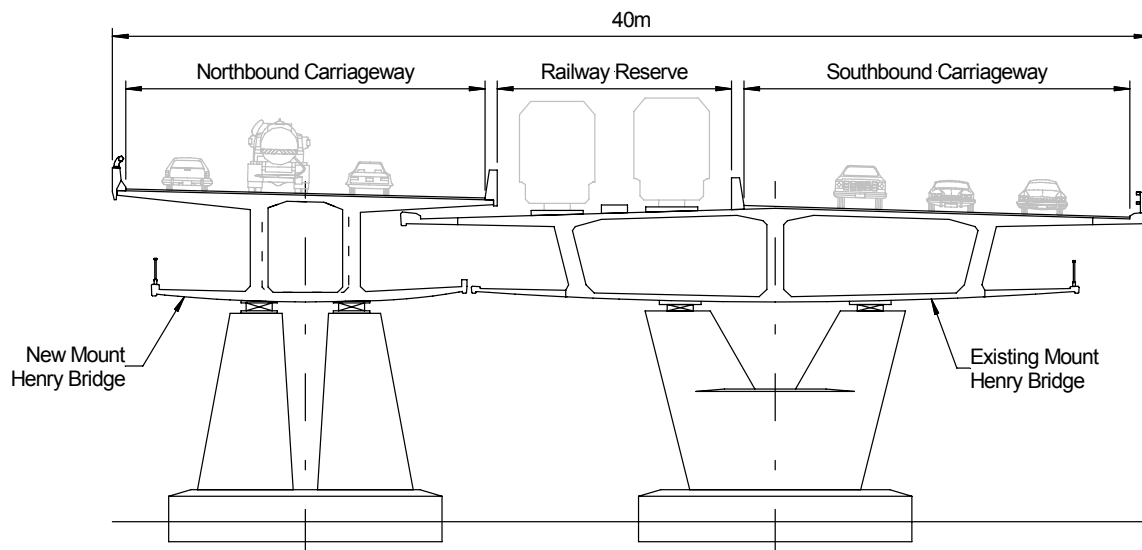 40m
Northbound Carriageway
Railway Reserve
Southbound Carriageway
New Mount
Henry Bridge
Existing Mount
Henry Bridge